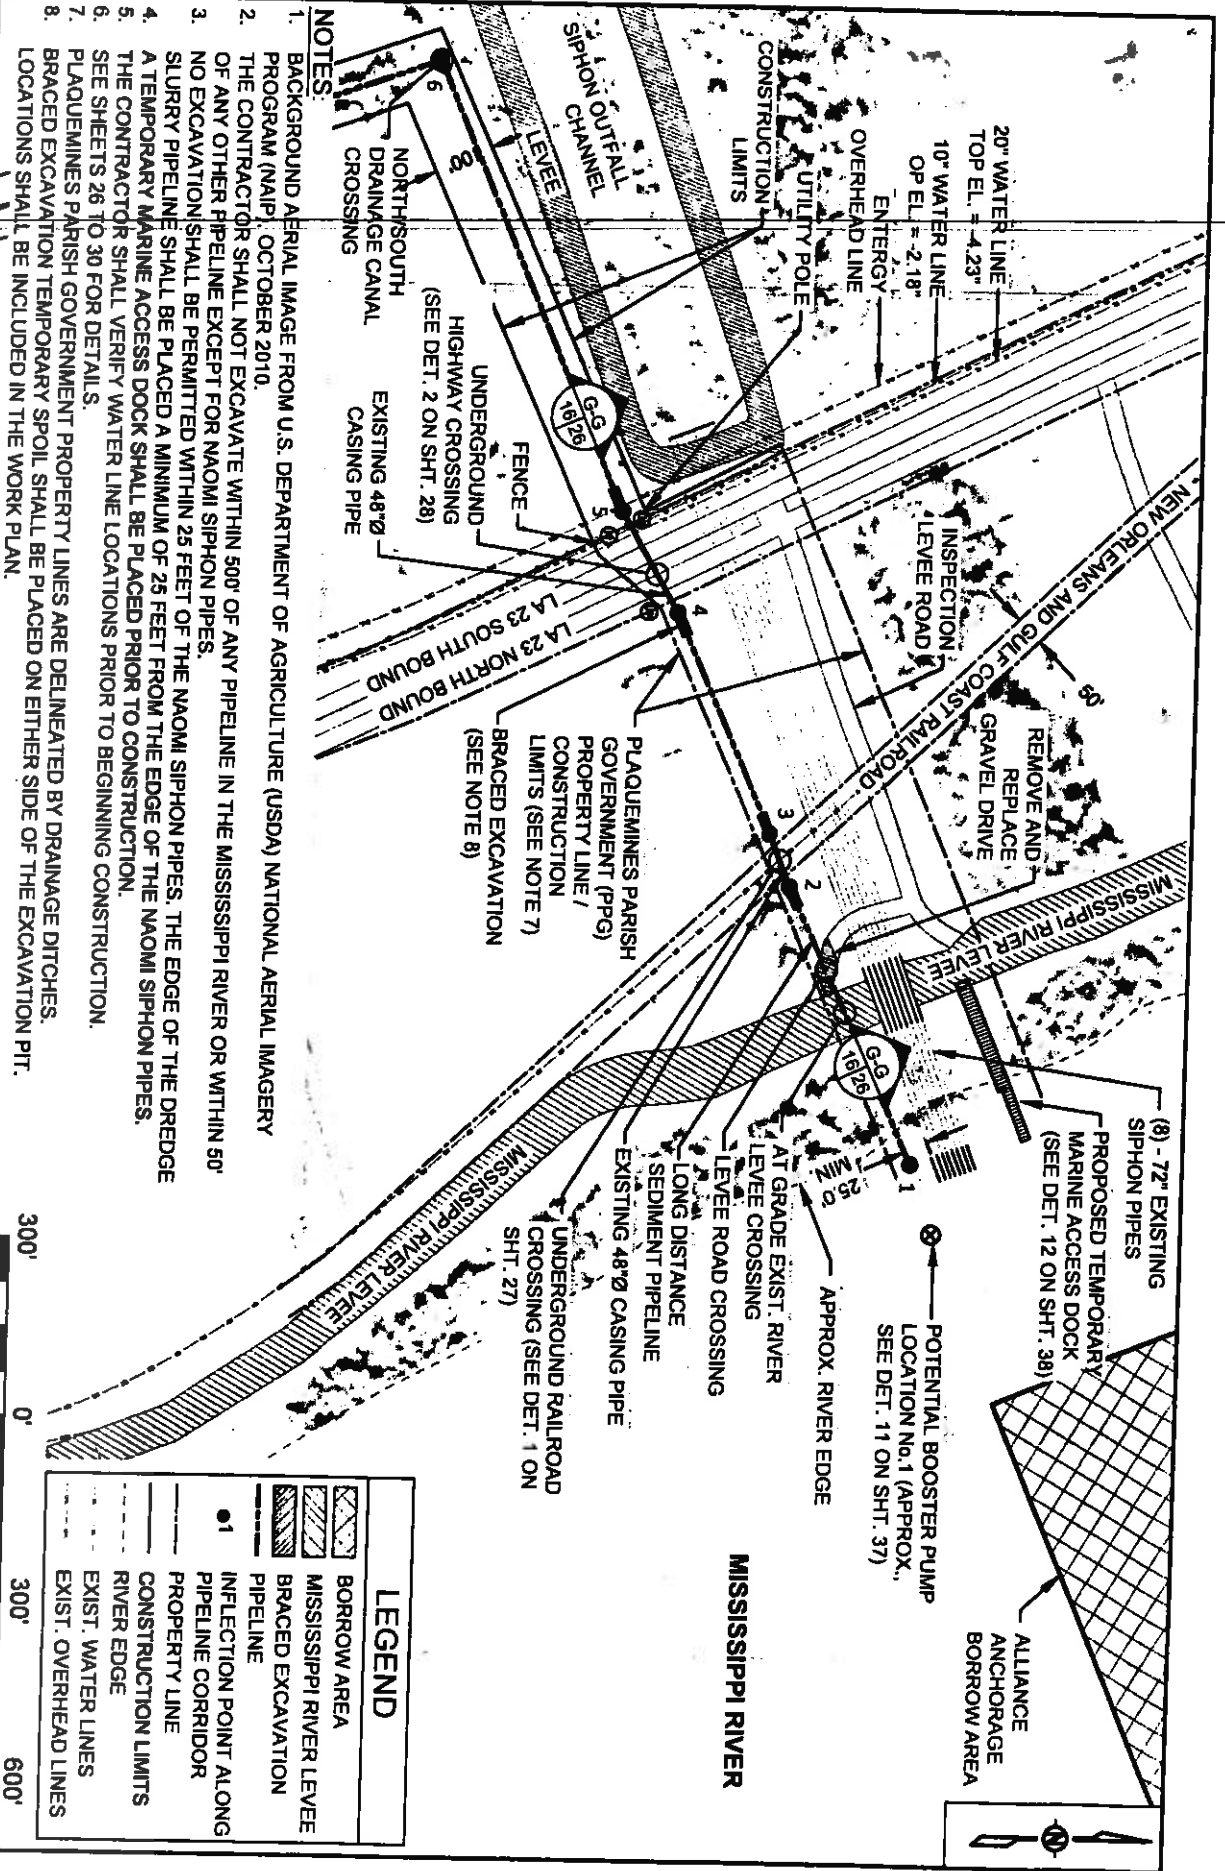 20" WATER LINE
TOP EL. = -4.23"
10" WATER LINE
OP EL. = -2.18"
ENTERGY
OVERHEAD LINE
UTILITY POLE
CONSTRUCTION
LIMITS
SIPHON OUTFALL
CHANNEL
LEVEE
NEW ORLEANS AND GULF COAST RAILROAD
50'
INSPECTION
LEVEE ROAD
REMOVE AND
REPLACE
GRAVEL DRIVE
MISSISSIPPI RIVER LEVEE
(8) - 72" EXISTING
SIPHON PIPES
PROPOSED TEMPORARY
MARINE ACCESS DOCK
(SEE DET. 12 ON SHT. 38)
ALLIANCE
ANCHORAGE
BORROW AREA
N
POTENTIAL BOOSTER PUMP
LOCATION No.1 (APPROX.,
SEE DET. 11 ON SHT. 37)
APPROX. RIVER EDGE
25.0
MIN
1
G-G
16 26
AT GRADE EXIST. RIVER
LEVEE CROSSING
LEVEE ROAD CROSSING
LONG DISTANCE
SEDIMENT PIPELINE
EXISTING 48"Ø CASING PIPE
UNDERGROUND RAILROAD
CROSSING (SEE DET. 1 ON
SHT. 27)
MISSISSIPPI RIVER
MISSISSIPPI RIVER LEVEE
2
3
4
5
6
G-G
16 26
PLAQUEMINES PARISH
GOVERNMENT (PPG)
PROPERTY LINE /
CONSTRUCTION
LIMITS (SEE NOTE 7)
BRACED EXCAVATION
(SEE NOTE 8)
LA 23 NORTH BOUND
LA 23 SOUTH BOUND
FENCE
UNDERGROUND
HIGHWAY CROSSING
(SEE DET. 2 ON SHT. 28)
EXISTING 48"Ø
CASING PIPE
NORTH/SOUTH
DRAINAGE CANAL
CROSSING
NOTES:
1. BACKGROUND AERIAL IMAGE FROM U.S. DEPARTMENT OF AGRICULTURE (USDA) NATIONAL AERIAL IMAGERY
PROGRAM (NAIP), OCTOBER 2010.
2. THE CONTRACTOR SHALL NOT EXCAVATE WITHIN 500' OF ANY PIPELINE IN THE MISSISSIPPI RIVER OR WITHIN 50'
OF ANY OTHER PIPELINE EXCEPT FOR NAOMI SIPHON PIPES.
3. NO EXCAVATION SHALL BE PERMITTED WITHIN 25 FEET OF THE NAOMI SIPHON PIPES. THE EDGE OF THE DREDGE
SLURRY PIPELINE SHALL BE PLACED A MINIMUM OF 25 FEET FROM THE EDGE OF THE NAOMI SIPHON PIPES.
4. A TEMPORARY MARINE ACCESS DOCK SHALL BE PLACED PRIOR TO CONSTRUCTION.
5. THE CONTRACTOR SHALL VERIFY WATER LINE LOCATIONS PRIOR TO BEGINNING CONSTRUCTION.
6. SEE SHEETS 26 TO 30 FOR DETAILS.
7. PLAQUEMINES PARISH GOVERNMENT PROPERTY LINES ARE DELINEATED BY DRAINAGE DITCHES.
8. BRACED EXCAVATION TEMPORARY SPOIL SHALL BE PLACED ON EITHER SIDE OF THE EXCAVATION PIT.
LOCATIONS SHALL BE INCLUDED IN THE WORK PLAN.
LEGEND
BORROW AREA
MISSISSIPPI RIVER LEVEE
BRACED EXCAVATION
PIPELINE
1 INFLECTION POINT ALONG
PIPELINE CORRIDOR
PROPERTY LINE
CONSTRUCTION LIMITS
RIVER EDGE
EXIST. WATER LINES
EXIST. OVERHEAD LINES
300' 0' 300' 600'